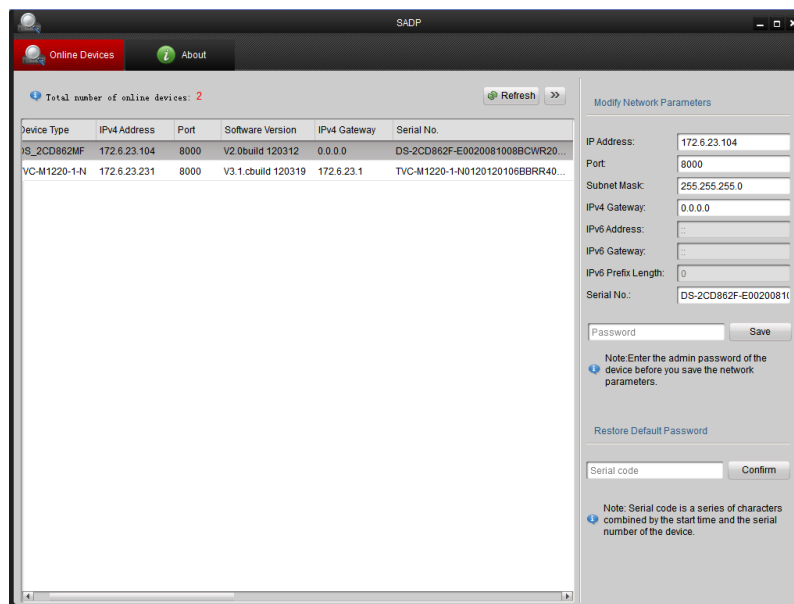 SADP
Online Devices
About
Total number of online devices: 2
Refresh
Device Type IPv4 Address Port Software Version IPv4 Gateway Serial No.
DS_2CD862MF 172.6.23.104 8000 V2.0build 120312 0.0.0.0 DS-2CD862F-E0020081008BCWR20...
TVC-M1220-1-N 172.6.23.231 8000 V3.1.cbuild 120319 172.6.23.1 TVC-M1220-1-N0120120106BBRR40...
Modify Network Parameters
IP Address: 172.6.23.104
Port: 8000
Subnet Mask: 255.255.255.0
IPv4 Gateway: 0.0.0.0
IPv6 Address: ::
IPv6 Gateway: ::
IPv6 Prefix Length: 0
Serial No.: DS-2CD862F-E0020081(
Password Save
Note:Enter the admin password of the
device before you save the network
parameters.
Restore Default Password
Serial code Confirm
Note: Serial code is a series of characters
combined by the start time and the serial
number of the device.